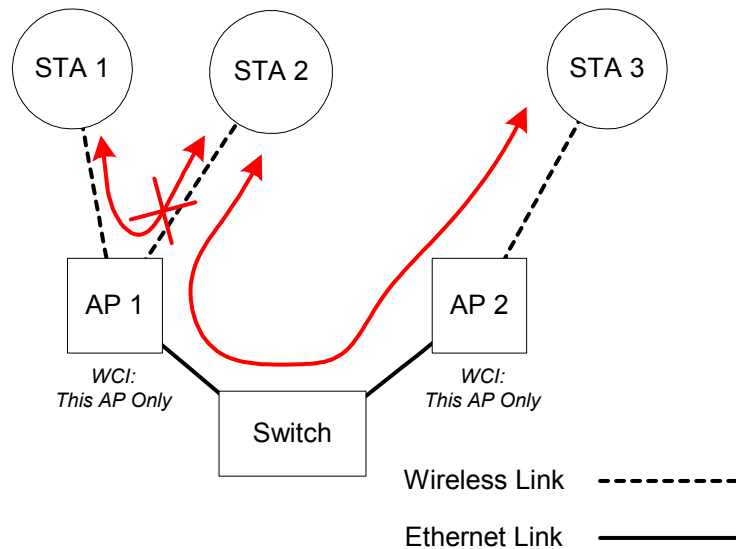 STA 1
STA 2
STA 3
AP 1
AP 2
WCI:
This AP Only
WCI:
This AP Only
Switch
Wireless Link
Ethernet Link